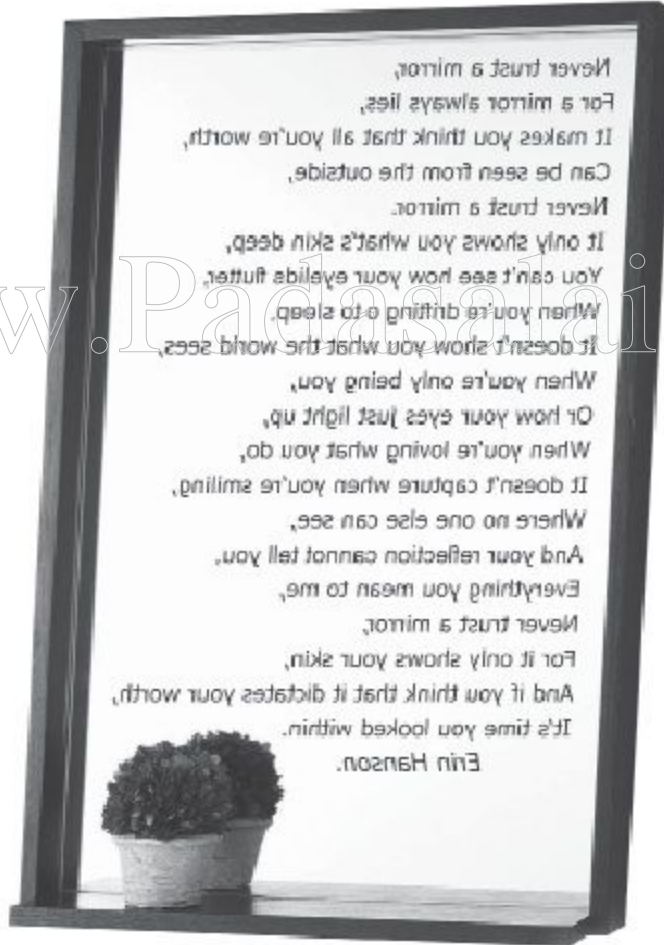 Never trust a mirror,
For a mirror always lies,
It makes you think that all you're worth,
Can be seen from the outside,
Never trust a mirror.
It only shows you what's skin deep,
You can't see how your eyelids flutter,
When you're drifting o to sleep,
It doesn't show you what the world sees,
When you're only being you,
Or how your eyes just light up,
When you're loving what you do,
It doesn't capture when you're smiling,
Where no one else can see,
And your reflection cannot tell you,
Everything you mean to me,
Never trust a mirror,
For it only shows your skin,
And if you think that it dictates your worth,
It's time you looked within.
Erin Hanson.
w.Padasalai